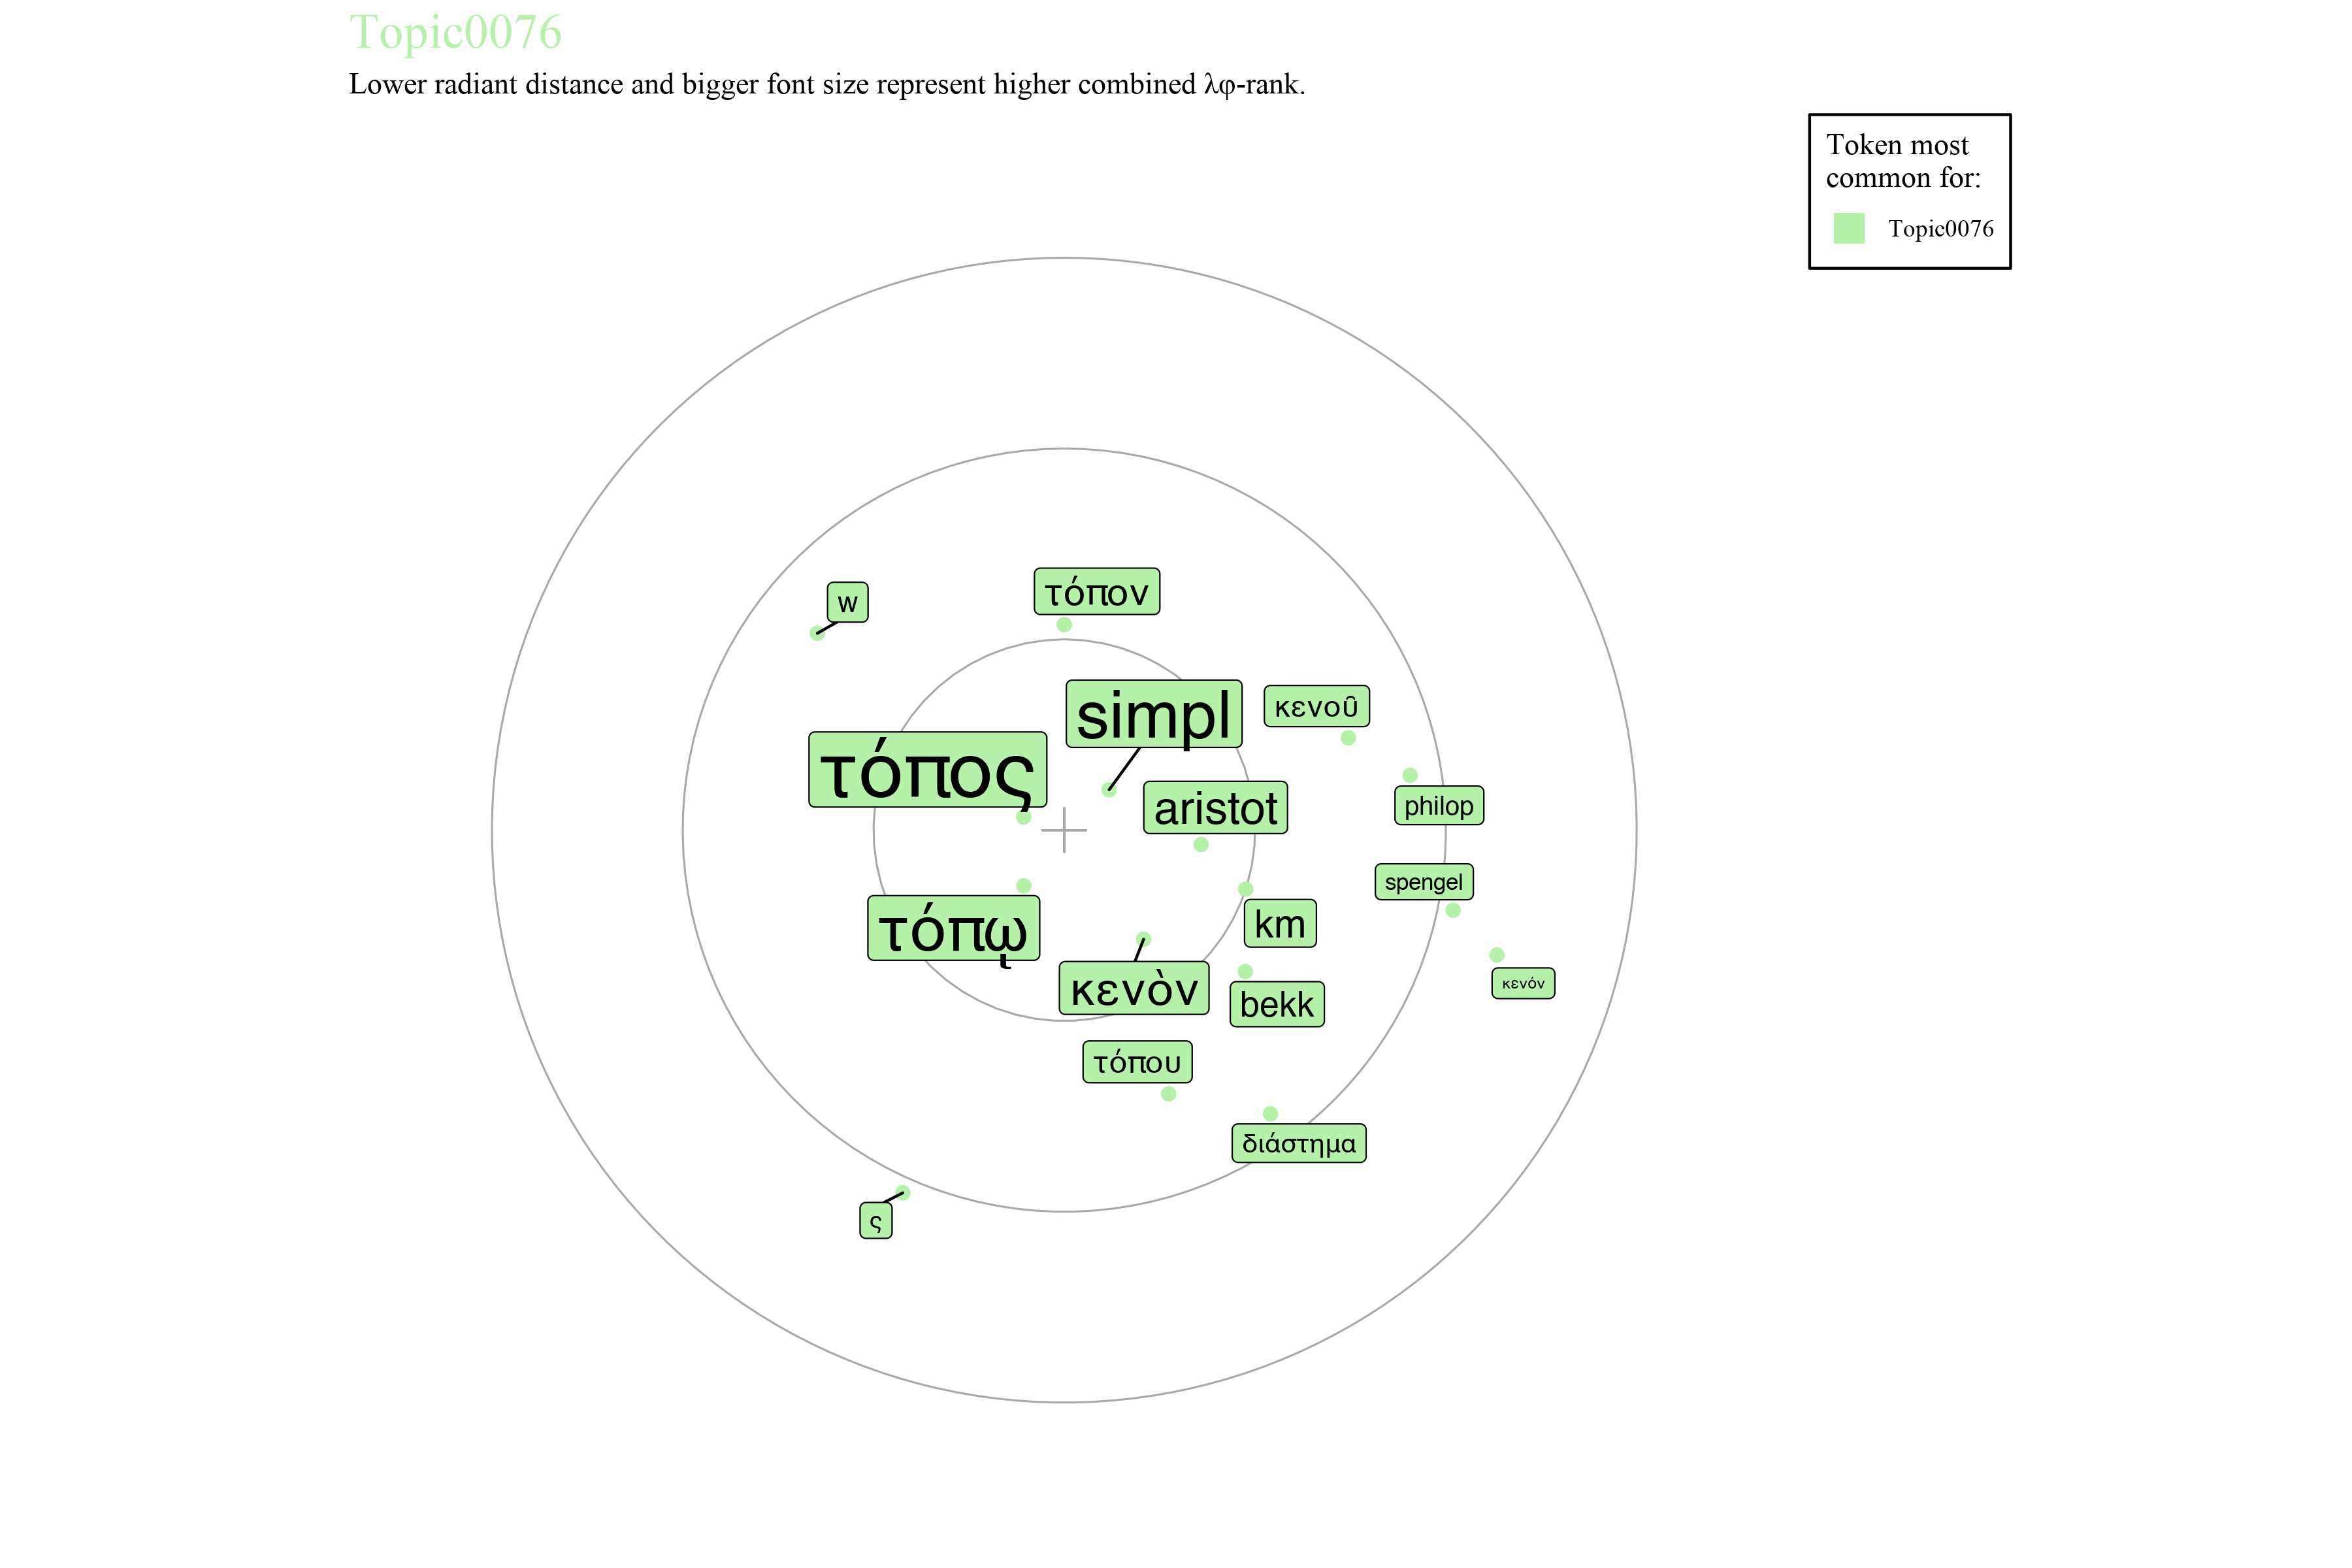 Topic0076
Lower radiant distance and bigger font size represent higher combined λφ-rank.
Token most
common for:
Topic0076
w
τόπον
simpl
κενοῦ
τόπος
aristot
philop
spengel
τόπῳ
km
κενὸν
κενόν
bekk
τόπου
διάστημα
ς